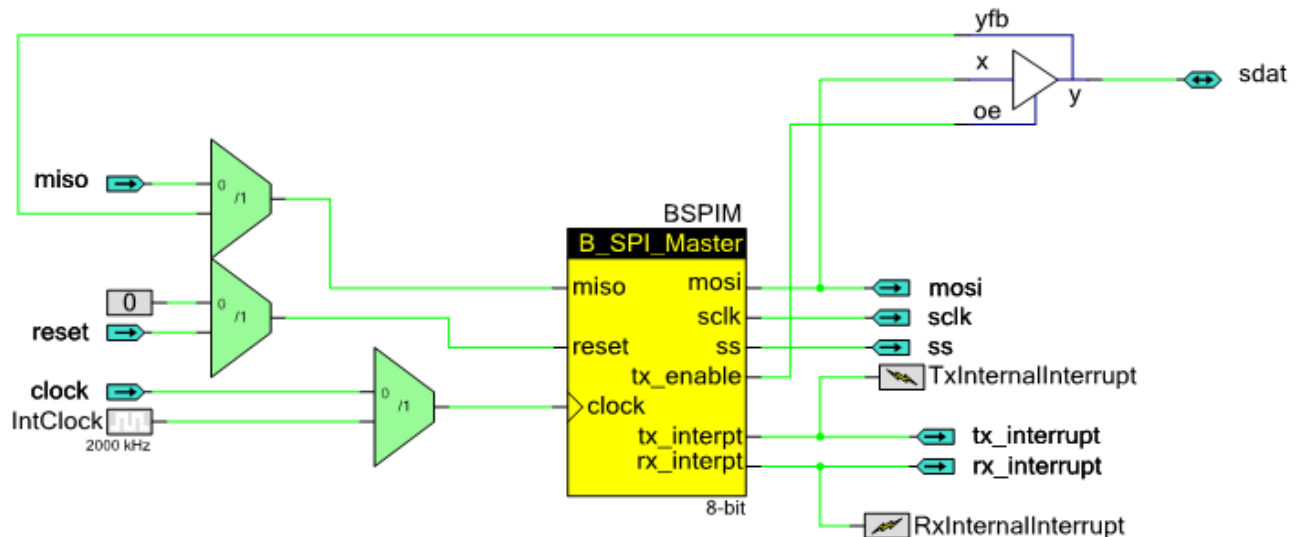 yfb
x
sdat
y
oe
miso
0
/1
BSPIM
B_SPI_Master
miso
mosi
mosi
0
0
/1
sclk
sclk
reset
reset
ss
ss
tx_enable
TxInternalInterrupt
clock
0
/1
clock
IntClock
2000 kHz
tx_interpt
tx_interrupt
rx_interpt
rx_interrupt
8-bit
RxInternalInterrupt